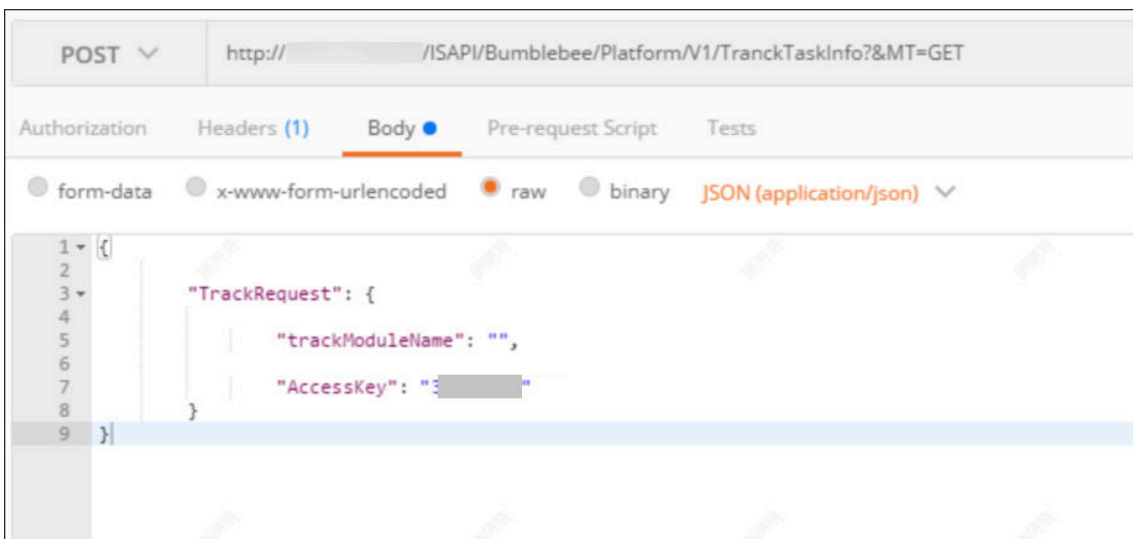 POST http:// /ISAPI/Bumblebee/Platform/V1/TranckTaskInfo?&MT=GET
Authorization Headers (1) Body Pre-request Script Tests
form-data x-www-form-urlencoded raw binary JSON (application/json)
1 {
2
3 "TrackRequest": {
4
5 "trackModuleName": "",
6
7 "AccessKey": "3 "
8 }
9 }